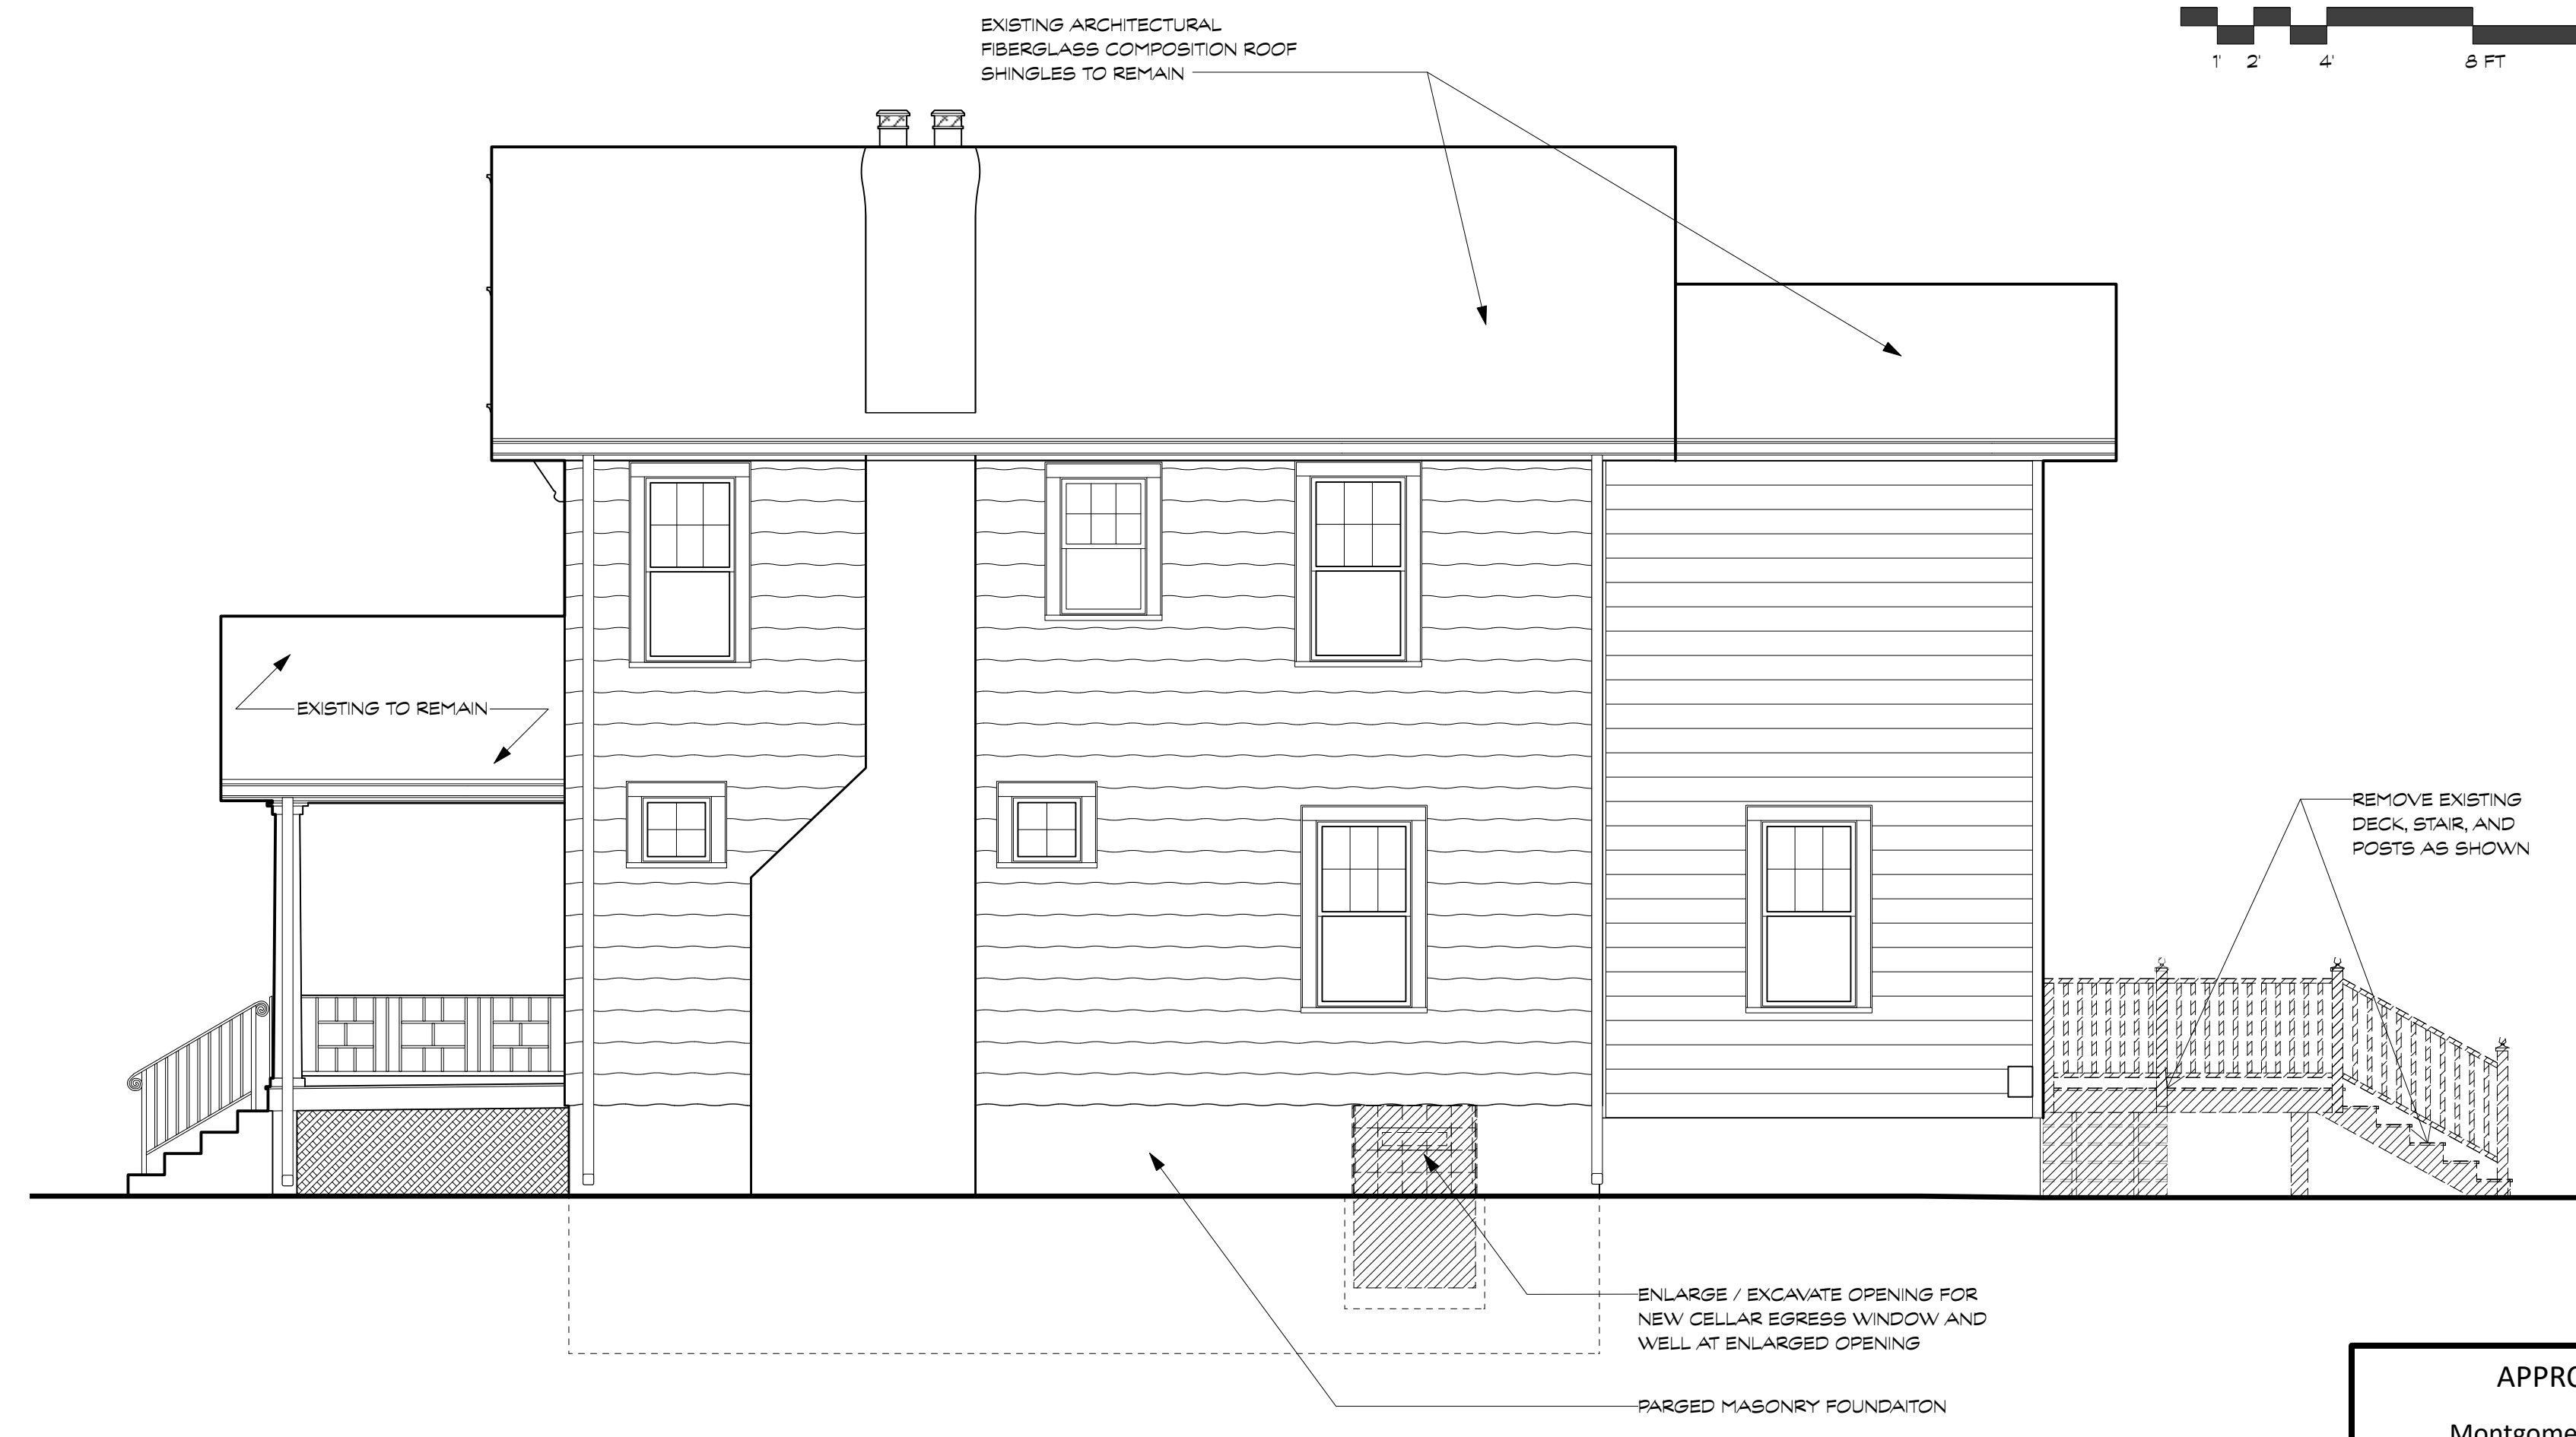 EXISTING ARCHITECTURAL
FIBERGLASS COMPOSITION ROOF
SHINGLES TO REMAIN
1' 2' 4' 8 FT
EXISTING TO REMAIN
REMOVE EXISTING
DECK, STAIR, AND
POSTS AS SHOWN
ENLARGE / EXCAVATE OPENING FOR
NEW CELLAR EGRESS WINDOW AND
WELL AT ENLARGED OPENING
PARGED MASONRY FOUNDAITON
APPRO
Montgome